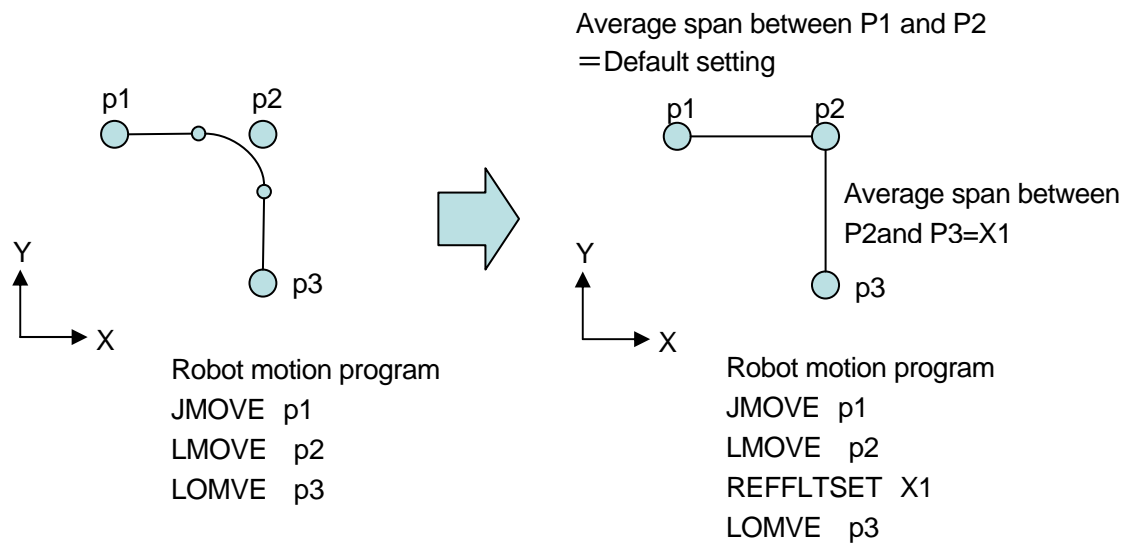 p1
p2
p3
Y
X
Robot motion program
JMOVE p1
LMOVE p2
LOMVE p3
Average span between P1 and P2
＝Default setting
p1
p2
Average span between
P2and P3=X1
p3
Y
X
Robot motion program
JMOVE p1
LMOVE p2
REFFLTSET X1
LOMVE p3